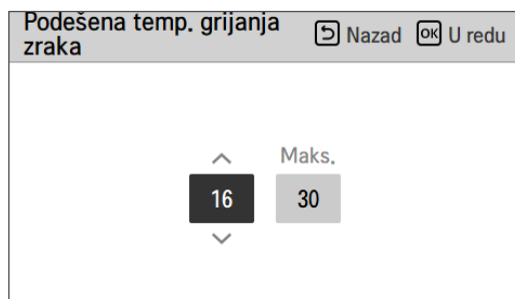 Podešena temp. grijanja
zraka
Nazad OK U redu
Maks.
16 30